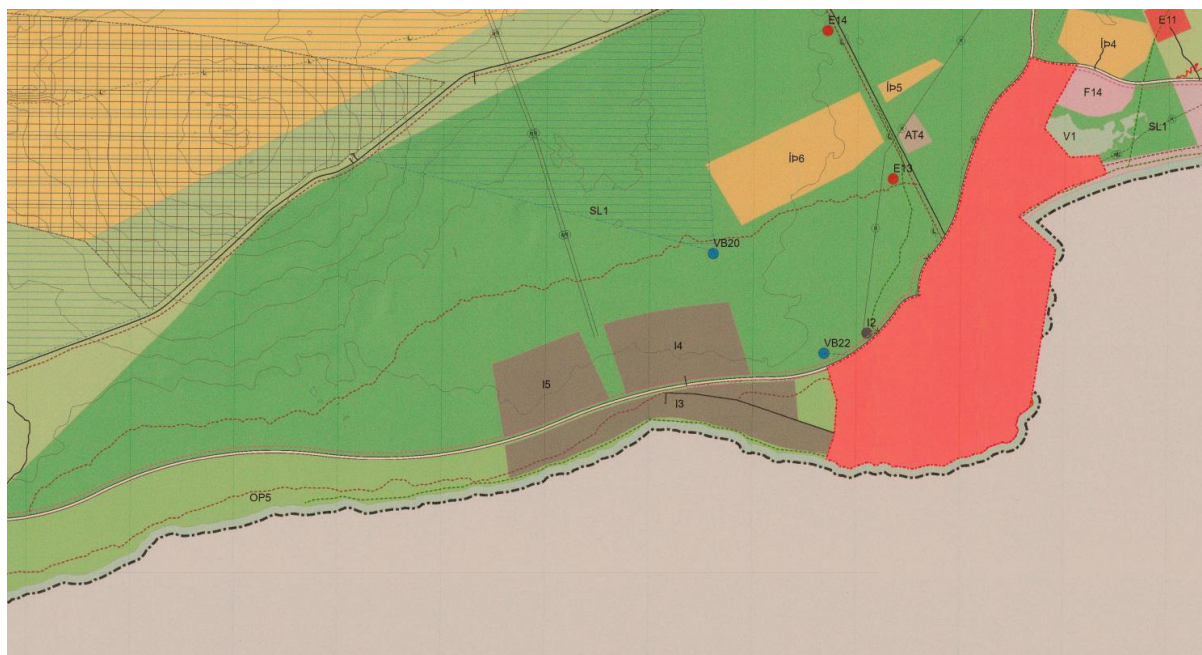 E14
E11
ÍÞ4
ÍÞ5
F14
AT4
V1
SL1
ÍÞ6
E13
SL1
VB20
I2
VB22
I4
I5
I3
OP5